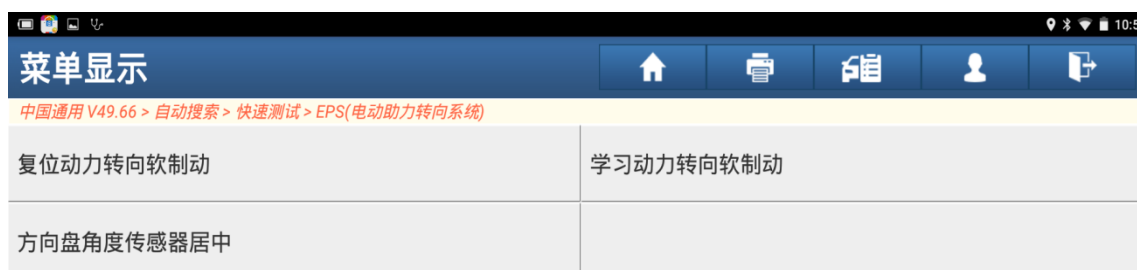 10:5
菜单显示
中国通用 V49.66 > 自动搜索 > 快速测试 > EPS(电动助力转向系统)
复位动力转向软制动
学习动力转向软制动
方向盘角度传感器居中